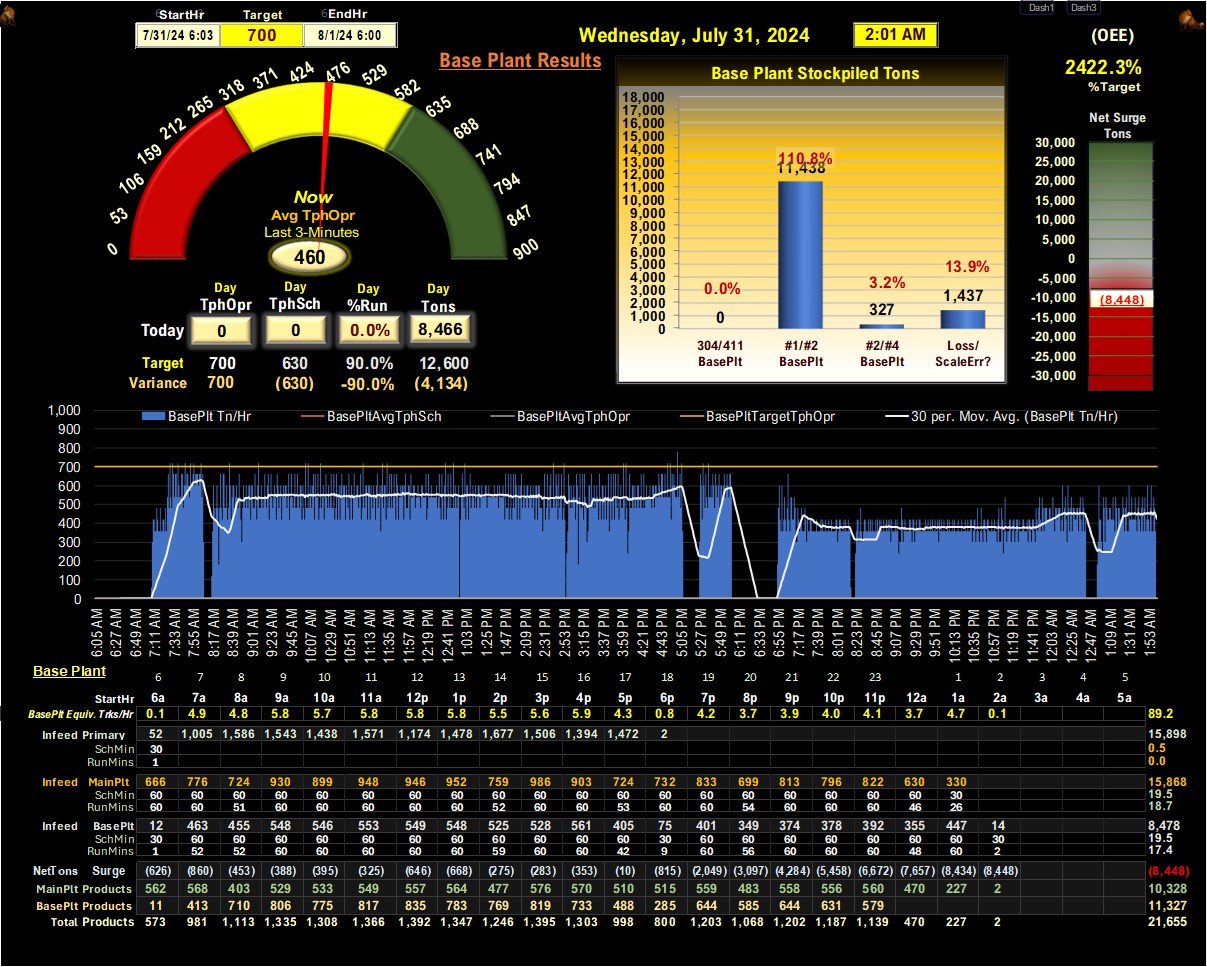 StartHr Target EndHr
7/31/24 6:03 700 8/1/24 6:00
Wednesday, July 31, 2024 2:01 AM
Dash1 Dash3
Base Plant Results
(OEE)
2422.3%
%Target
0 53 106 159 212 265 318 371 424 476 529 582 635 688 741 794 847 900
Now
Avg TphOpr
Last 3-Minutes
460
Day Day Day Day
TphOpr TphSch %Run Tons
Today 0 0 0.0% 8,466
Target 700 630 90.0% 12,600
Variance 700 (630) -90.0% (4,134)
Base Plant Stockpiled Tons
18,000
17,000
16,000
15,000
14,000
13,000
12,000
11,000
10,000
9,000
8,000
7,000
6,000
5,000
4,000
3,000
2,000
1,000
0
0.0% 110.8% 3.2% 13.9%
0 11,438 327 1,437
304/411 #1/#2 #2/#4 Loss/
BasePlt BasePlt BasePlt ScaleErr?
Net Surge
Tons
30,000
25,000
20,000
15,000
10,000
5,000
0
-5,000
-10,000
-15,000
-20,000
-25,000
-30,000
(8,448)
BasePlt Tn/Hr BasePltAvgTphSch BasePltAvgTphOpr BasePltTargetTphOpr 30 per. Mov. Avg. (BasePlt Tn/Hr)
1,000
900
800
700
600
500
400
300
200
100
0
6:05 AM 6:27 AM 6:49 AM 7:11 AM 7:33 AM 7:55 AM 8:17 AM 8:39 AM 9:01 AM 9:23 AM 9:45 AM 10:07 AM 10:29 AM 10:51 AM 11:13 AM 11:35 AM 11:57 AM 12:19 PM 12:41 PM 1:03 PM 1:25 PM 1:47 PM 2:09 PM 2:31 PM 2:53 PM 3:15 PM 3:37 PM 3:59 PM 4:21 PM 4:43 PM 5:05 PM 5:27 PM 5:49 PM 6:11 PM 6:33 PM 6:55 PM 7:17 PM 7:39 PM 8:01 PM 8:23 PM 8:45 PM 9:07 PM 9:29 PM 9:51 PM 10:13 PM 10:35 PM 10:57 PM 11:19 PM 11:41 PM 12:03 AM 12:25 AM 12:47 AM 1:09 AM 1:31 AM 1:53 AM
Base Plant 6 7 8 9 10 11 12 13 14 15 16 17 18 19 20 21 22 23 1 2 3 4 5
StartHr 6a 7a 8a 9a 10a 11a 12p 1p 2p 3p 4p 5p 6p 7p 8p 9p 10p 11p 12a 1a 2a 3a 4a 5a
BasePlt Equiv. Trks/Hr 0.1 4.9 4.8 5.8 5.7 5.8 5.8 5.8 5.5 5.6 5.9 4.3 0.8 4.2 3.7 3.9 4.0 4.1 3.7 4.7 0.1 89.2
Infeed Primary 52 1,005 1,586 1,543 1,438 1,571 1,174 1,478 1,677 1,506 1,394 1,472 2 15,898
SchMin 30 0.5
RunMins 1 0.0
Infeed MainPlt 666 776 724 930 899 948 946 952 759 986 903 724 732 833 699 813 796 822 630 330 15,868
SchMin 60 60 60 60 60 60 60 60 60 60 60 60 60 60 60 60 60 60 60 30 19.5
RunMins 60 60 51 60 60 60 60 60 52 60 60 53 60 60 54 60 60 60 46 26 18.7
Infeed BasePlt 12 463 455 548 546 553 549 548 525 528 561 405 75 401 349 374 378 392 355 447 14 8,478
SchMin 30 60 60 60 60 60 60 60 60 60 60 60 30 60 60 60 60 60 60 60 30 19.5
RunMins 1 52 52 60 60 60 60 60 59 60 60 42 9 60 56 60 60 60 48 60 2 17.4
NetTons Surge (626) (860) (453) (388) (395) (325) (646) (668) (275) (283) (353) (10) (815) (2,049) (3,097) (4,284) (5,458) (6,672) (7,657) (8,434) (8,448) (8,448)
MainPlt Products 562 568 403 529 533 549 557 564 477 576 570 510 515 559 483 558 556 560 470 227 2 10,328
BasePlt Products 11 413 710 806 775 817 835 783 769 819 733 488 285 644 585 644 631 579 11,327
Total Products 573 981 1,113 1,335 1,308 1,366 1,392 1,347 1,246 1,395 1,303 998 800 1,203 1,068 1,202 1,187 1,139 470 227 2 21,655